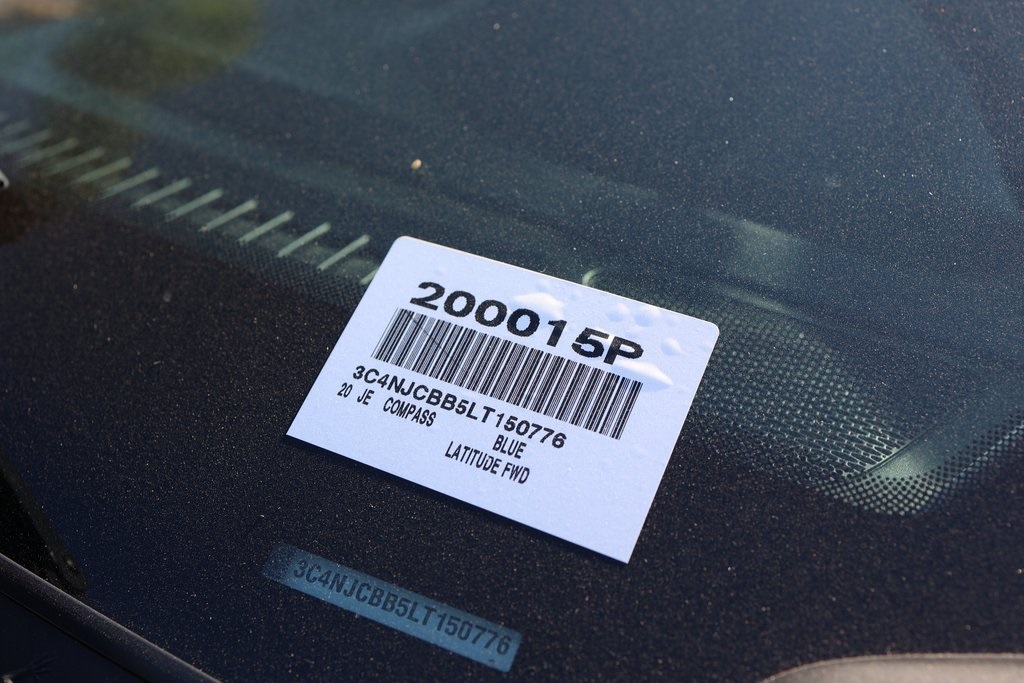 200015P
3C4NJCBB5LT150776
20 JE COMPASS
BLUE
LATITUDE FWD
3C4NJCBB5LT150776